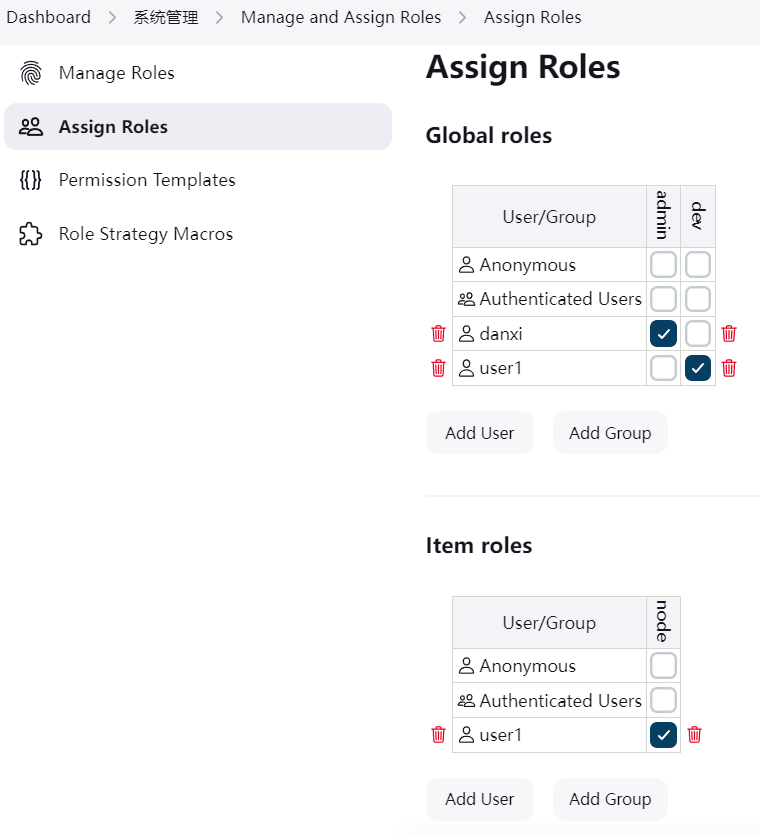 Dashboard > 系统管理 > Manage and Assign Roles > Assign Roles
Manage Roles
Assign Roles
Permission Templates
Role Strategy Macros
Assign Roles
Global roles
User/Group admin dev
Anonymous
Authenticated Users
danxi
user1
Add User Add Group
Item roles
User/Group node
Anonymous
Authenticated Users
user1
Add User Add Group